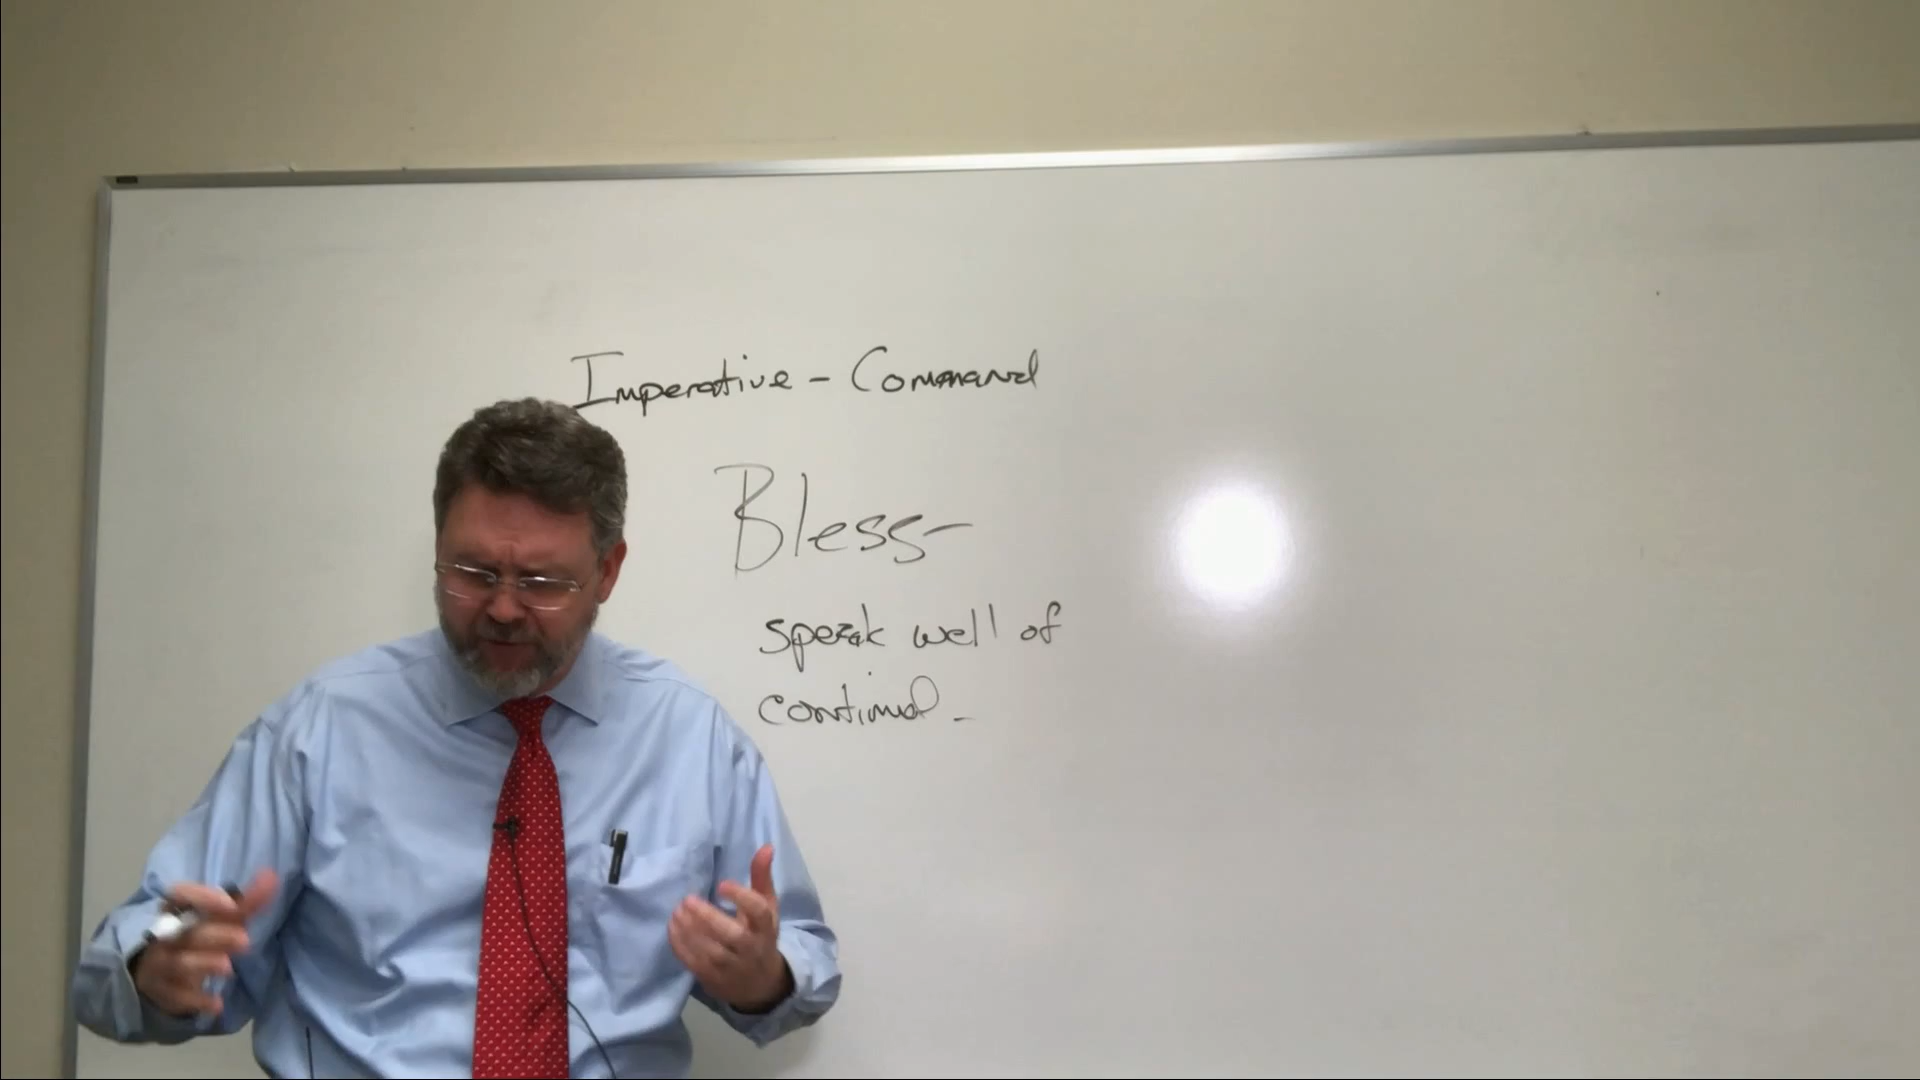 Imperative - Command
Bless-
speak well of
continual -